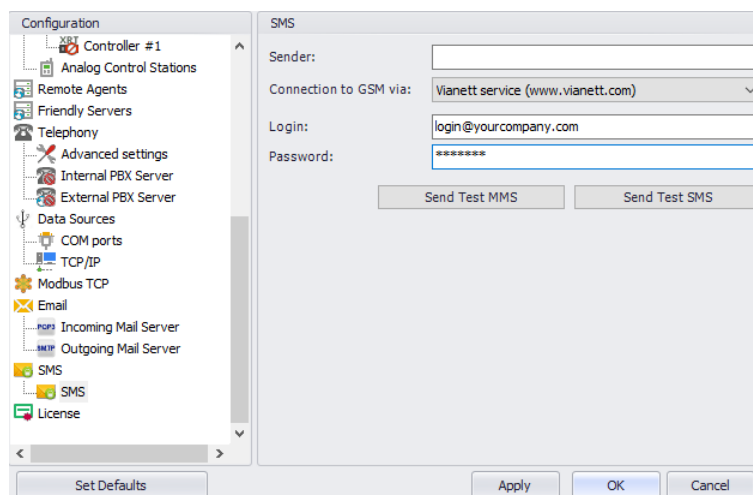 Configuration
XRT
Controller #1
Analog Control Stations
Remote Agents
Friendly Servers
Telephony
Advanced settings
Internal PBX Server
External PBX Server
Data Sources
COM ports
TCP/IP
Modbus TCP
Email
POP3 Incoming Mail Server
SMTP Outgoing Mail Server
SMS
SMS
License
Set Defaults
SMS
Sender:
Connection to GSM via: Vianett service (www.vianett.com)
Login: login@yourcompany.com
Password: *******
Send Test MMS Send Test SMS
Apply OK Cancel